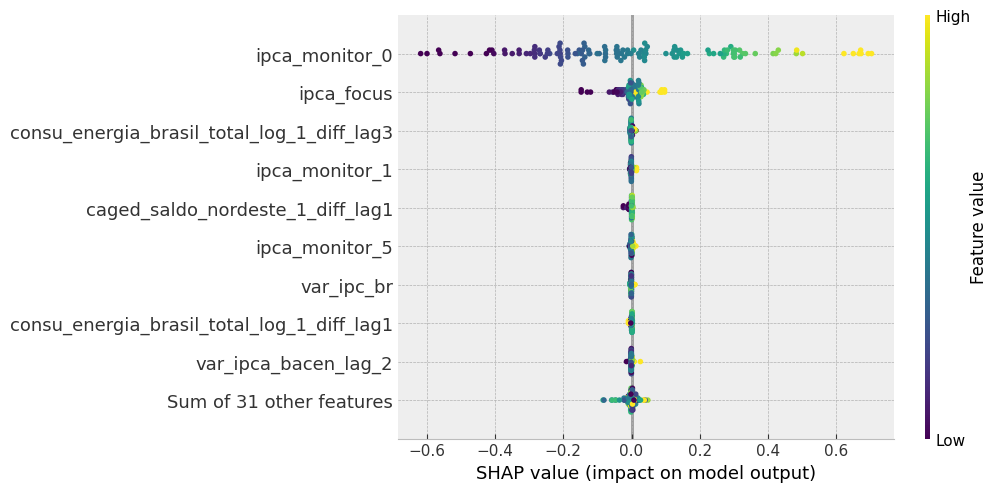 High
ipca_monitor_0
ipca_focus
consu_energia_brasil_total_log_1_diff_lag3
ipca_monitor_1
caged_saldo_nordeste_1_diff_lag1
ipca_monitor_5
var_ipc_br
consu_energia_brasil_total_log_1_diff_lag1
var_ipca_bacen_lag_2
Sum of 31 other features
Feature value
Low
−0.6 −0.4 −0.2 0.0 0.2 0.4 0.6
SHAP value (impact on model output)